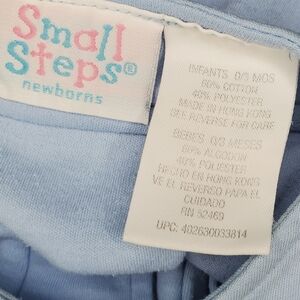 Small
Steps®
newborns
INFANTS 0/3 MOS
60% COTTON
40% POLYESTER
MADE IN HONG KONG
SEE REVERSE FOR CARE
BEBES 0/3 MESES
60% ALGODON
40% POLIESTER
HECHO EN HONG KONG
VE EL REVERSO PARA EL
CUIDADO
RN 52469
UPC: 402630033814